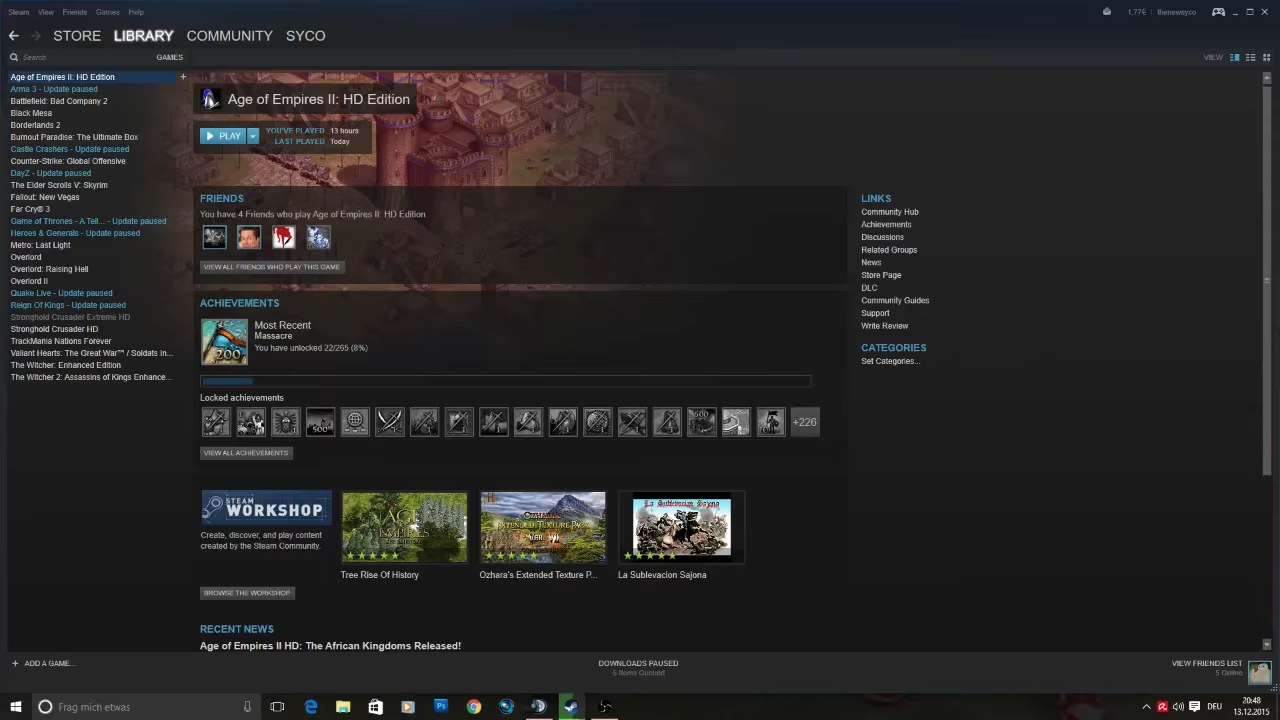 Steam View Friends Games Help
1,77€ thenewsyco
STORE LIBRARY COMMUNITY SYCO
Search
GAMES
VIEW
Age of Empires II: HD Edition
Arma 3 - Update paused
Battlefield: Bad Company 2
Black Mesa
Borderlands 2
Burnout Paradise: The Ultimate Box
Castle Crashers - Update paused
Counter-Strike: Global Offensive
DayZ - Update paused
The Elder Scrolls V: Skyrim
Fallout: New Vegas
Far Cry® 3
Game of Thrones - A Tell... - Update paused
Heroes & Generals - Update paused
Metro: Last Light
Overlord
Overlord: Raising Hell
Overlord II
Quake Live - Update paused
Reign Of Kings - Update paused
Stronghold Crusader Extreme HD
Stronghold Crusader HD
TrackMania Nations Forever
Valiant Hearts: The Great War™ / Soldats In...
The Witcher: Enhanced Edition
The Witcher 2: Assassins of Kings Enhance...
Age of Empires II: HD Edition
PLAY
YOU'VE PLAYED 13 hours
LAST PLAYED Today
FRIENDS
You have 4 Friends who play Age of Empires II: HD Edition
VIEW ALL FRIENDS WHO PLAY THIS GAME
ACHIEVEMENTS
200
Most Recent
Massacre
You have unlocked 22/265 (8%)
Locked achievements
500
500
+226
VIEW ALL ACHIEVEMENTS
STEAM
WORKSHOP
Create, discover, and play content
created by the Steam Community.
BROWSE THE WORKSHOP
Tree Rise Of History
Ozhara's Extended Texture P...
La Sublevacion Sajona
La Sublevacion Sajona
RECENT NEWS
Age of Empires II HD: The African Kingdoms Released!
LINKS
Community Hub
Achievements
Discussions
Related Groups
News
Store Page
DLC
Community Guides
Support
Write Review
CATEGORIES
Set Categories...
ADD A GAME...
DOWNLOADS PAUSED
6 Items Queued
VIEW FRIENDS LIST
5 Online
Frag mich etwas
DEU
20:48
13.12.2015